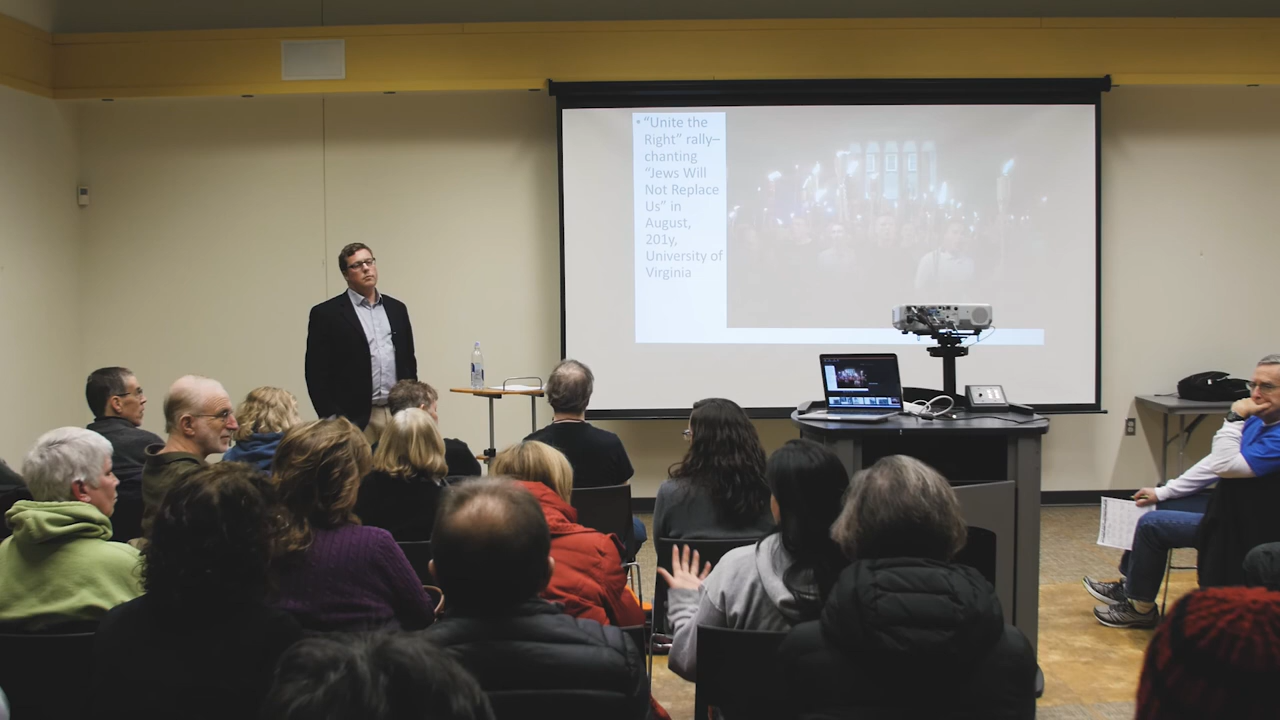 • “Unite the
Right” rally–
chanting
“Jews Will
Not Replace
Us” in
August,
201y,
University of
Virginia